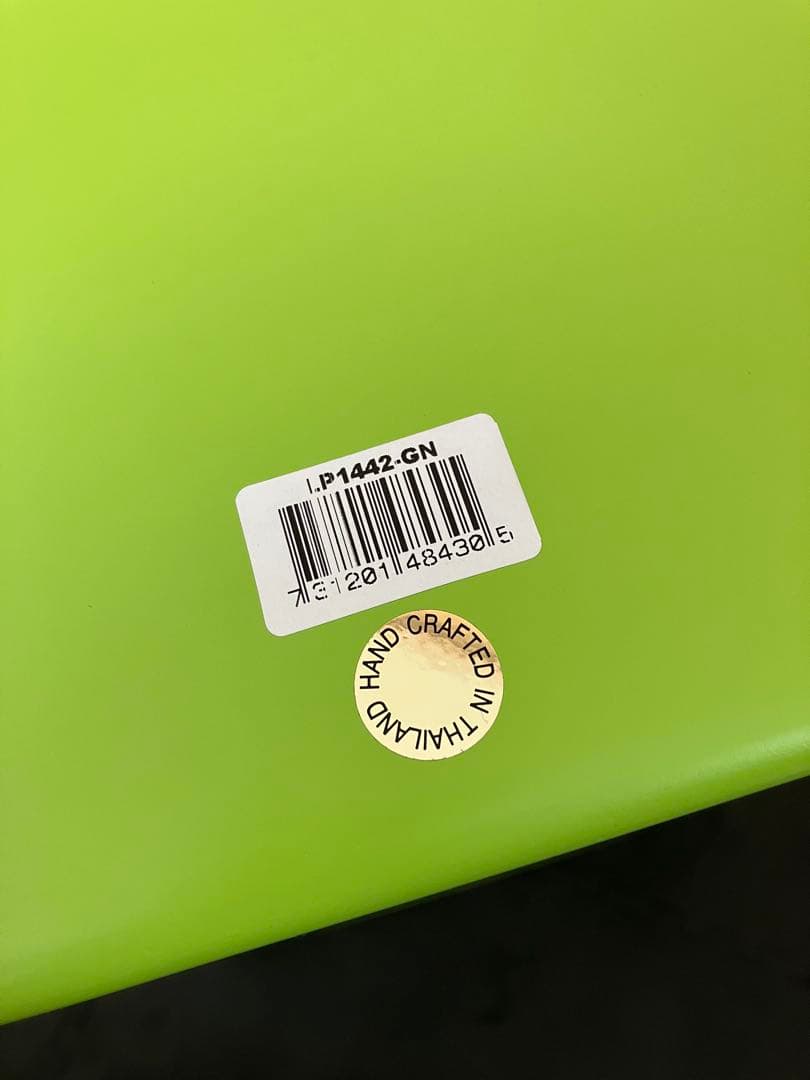 LP1442-GN
7 31201 48430 5
HAND CRAFTED IN THAILAND